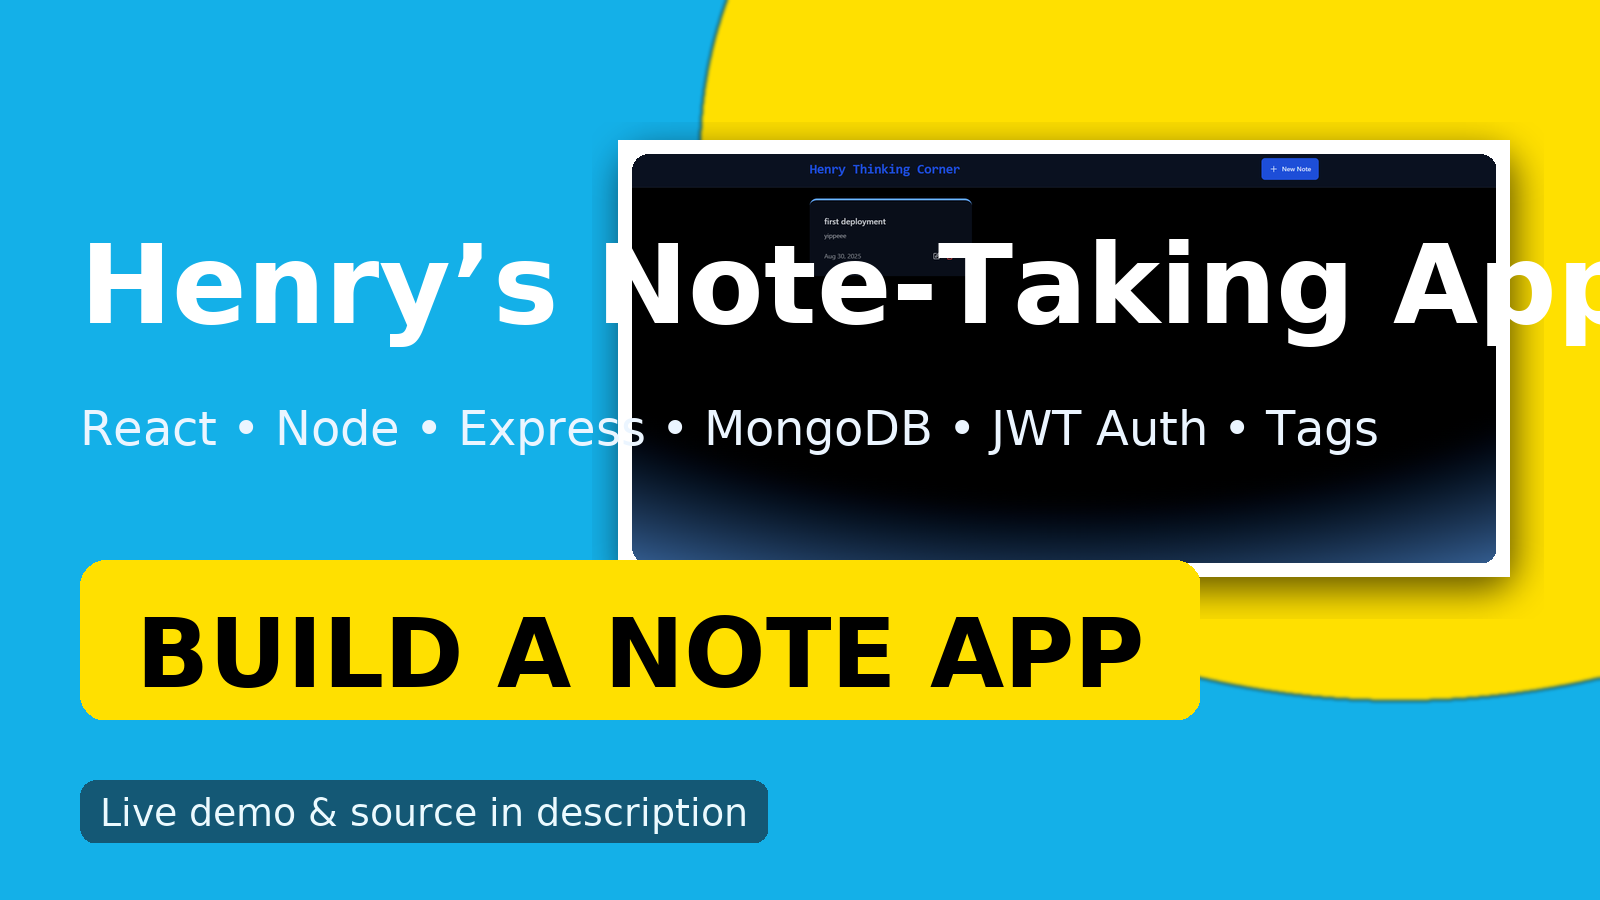 Henry Thinking Corner
+ New Note
first deployment
yippeee
Aug 30, 2025
Henry’s Note-Taking App
React • Node • Express • MongoDB • JWT Auth • Tags
BUILD A NOTE APP
Live demo & source in description